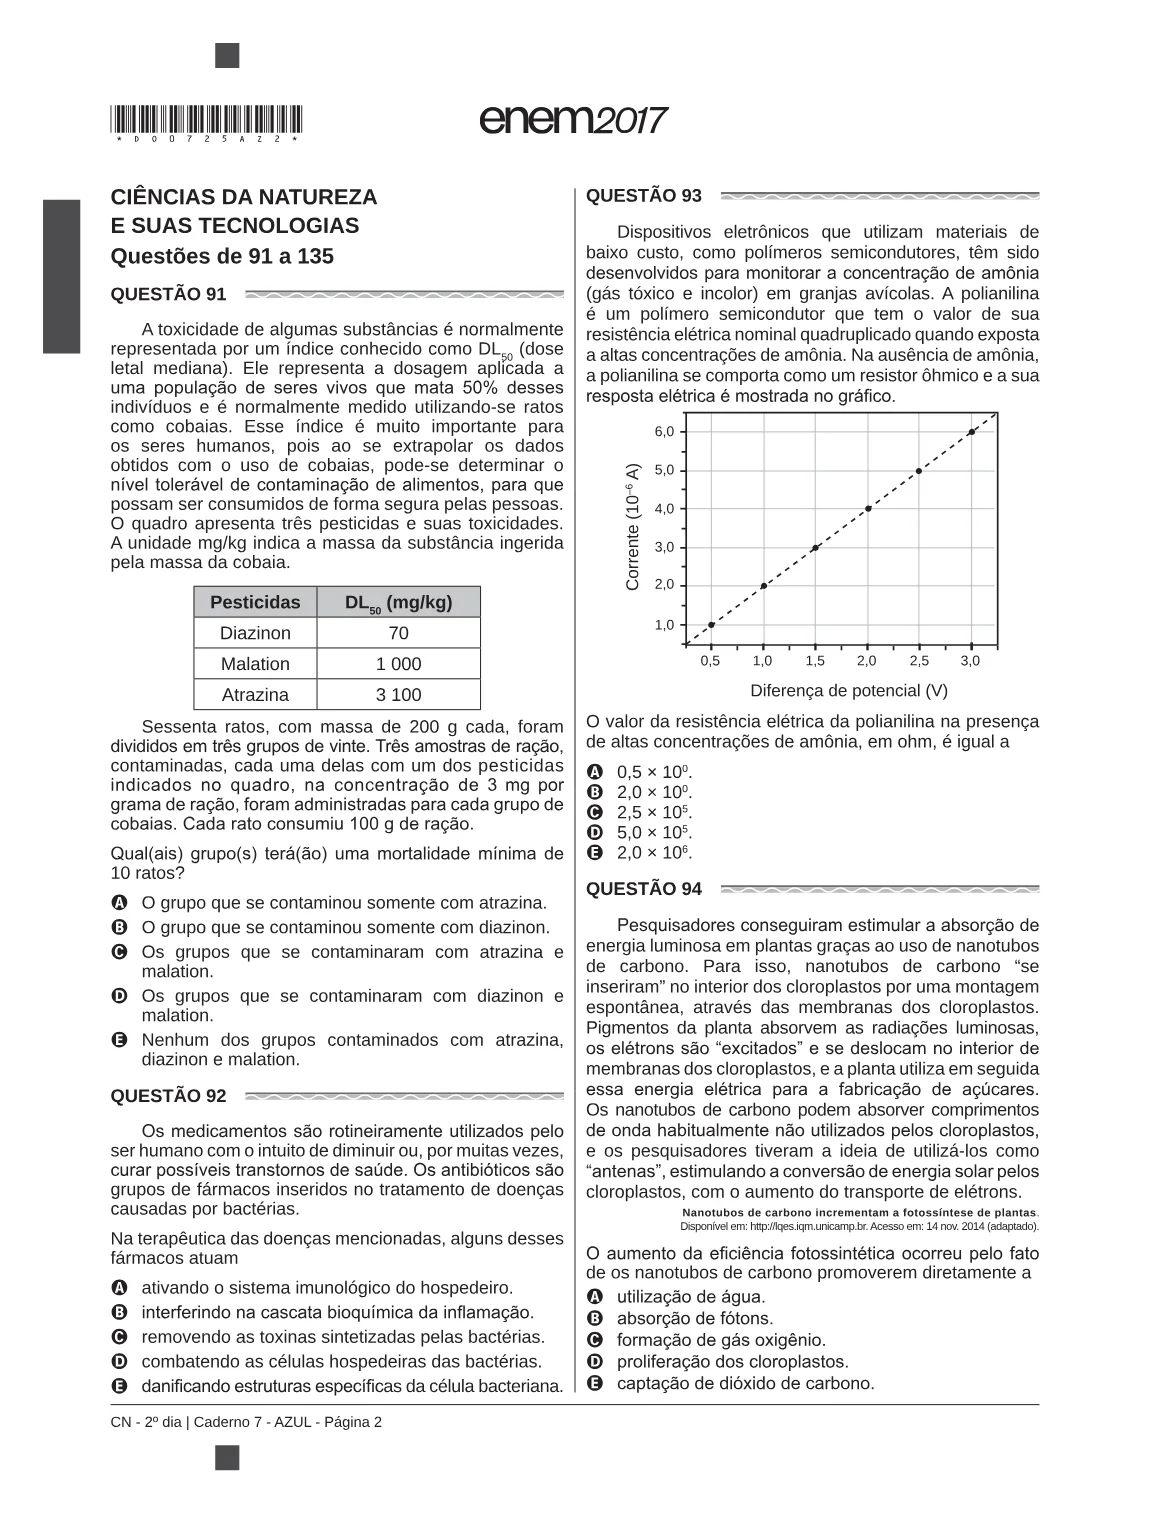 *D0072 5AZ2*
enem2017
CIÊNCIAS DA NATUREZA
E SUAS TECNOLOGIAS
Questões de 91 a 135
QUESTÃO 91
A toxicidade de algumas substâncias é normalmente
representada por um índice conhecido como DL50 (dose
letal mediana). Ele representa a dosagem aplicada a
uma população de seres vivos que mata 50% desses
indivíduos e é normalmente medido utilizando-se ratos
como cobaias. Esse índice é muito importante para
os seres humanos, pois ao se extrapolar os dados
obtidos com o uso de cobaias, pode-se determinar o
nível tolerável de contaminação de alimentos, para que
possam ser consumidos de forma segura pelas pessoas.
O quadro apresenta três pesticidas e suas toxicidades.
A unidade mg/kg indica a massa da substância ingerida
pela massa da cobaia.
Pesticidas DL50 (mg/kg)
Diazinon 70
Malation 1 000
Atrazina 3 100
Sessenta ratos, com massa de 200 g cada, foram
divididos em três grupos de vinte. Três amostras de ração,
contaminadas, cada uma delas com um dos pesticidas
indicados no quadro, na concentração de 3 mg por
grama de ração, foram administradas para cada grupo de
cobaias. Cada rato consumiu 100 g de ração.
Qual(ais) grupo(s) terá(ão) uma mortalidade mínima de
10 ratos?
A O grupo que se contaminou somente com atrazina.
B O grupo que se contaminou somente com diazinon.
C Os grupos que se contaminaram com atrazina e
malation.
D Os grupos que se contaminaram com diazinon e
malation.
E Nenhum dos grupos contaminados com atrazina,
diazinon e malation.
QUESTÃO 92
Os medicamentos são rotineiramente utilizados pelo
ser humano com o intuito de diminuir ou, por muitas vezes,
curar possíveis transtornos de saúde. Os antibióticos são
grupos de fármacos inseridos no tratamento de doenças
causadas por bactérias.
Na terapêutica das doenças mencionadas, alguns desses
fármacos atuam
A ativando o sistema imunológico do hospedeiro.
B interferindo na cascata bioquímica da inflamação.
C removendo as toxinas sintetizadas pelas bactérias.
D combatendo as células hospedeiras das bactérias.
E danificando estruturas específicas da célula bacteriana.
QUESTÃO 93
Dispositivos eletrônicos que utilizam materiais de
baixo custo, como polímeros semicondutores, têm sido
desenvolvidos para monitorar a concentração de amônia
(gás tóxico e incolor) em granjas avícolas. A polianilina
é um polímero semicondutor que tem o valor de sua
resistência elétrica nominal quadruplicado quando exposta
a altas concentrações de amônia. Na ausência de amônia,
a polianilina se comporta como um resistor ôhmico e a sua
resposta elétrica é mostrada no gráfico.
Corrente (10⁻⁶ A)
6,0
5,0
4,0
3,0
2,0
1,0
0,5 1,0 1,5 2,0 2,5 3,0
Diferença de potencial (V)
O valor da resistência elétrica da polianilina na presença
de altas concentrações de amônia, em ohm, é igual a
A 0,5 × 10⁰.
B 2,0 × 10⁰.
C 2,5 × 10⁵.
D 5,0 × 10⁵.
E 2,0 × 10⁶.
QUESTÃO 94
Pesquisadores conseguiram estimular a absorção de
energia luminosa em plantas graças ao uso de nanotubos
de carbono. Para isso, nanotubos de carbono “se
inseriram” no interior dos cloroplastos por uma montagem
espontânea, através das membranas dos cloroplastos.
Pigmentos da planta absorvem as radiações luminosas,
os elétrons são “excitados” e se deslocam no interior de
membranas dos cloroplastos, e a planta utiliza em seguida
essa energia elétrica para a fabricação de açúcares.
Os nanotubos de carbono podem absorver comprimentos
de onda habitualmente não utilizados pelos cloroplastos,
e os pesquisadores tiveram a ideia de utilizá-los como
“antenas”, estimulando a conversão de energia solar pelos
cloroplastos, com o aumento do transporte de elétrons.
Nanotubos de carbono incrementam a fotossíntese de plantas.
Disponível em: http://lqes.iqm.unicamp.br. Acesso em: 14 nov. 2014 (adaptado).
O aumento da eficiência fotossintética ocorreu pelo fato
de os nanotubos de carbono promoverem diretamente a
A utilização de água.
B absorção de fótons.
C formação de gás oxigênio.
D proliferação dos cloroplastos.
E captação de dióxido de carbono.
CN - 2º dia | Caderno 7 - AZUL - Página 2